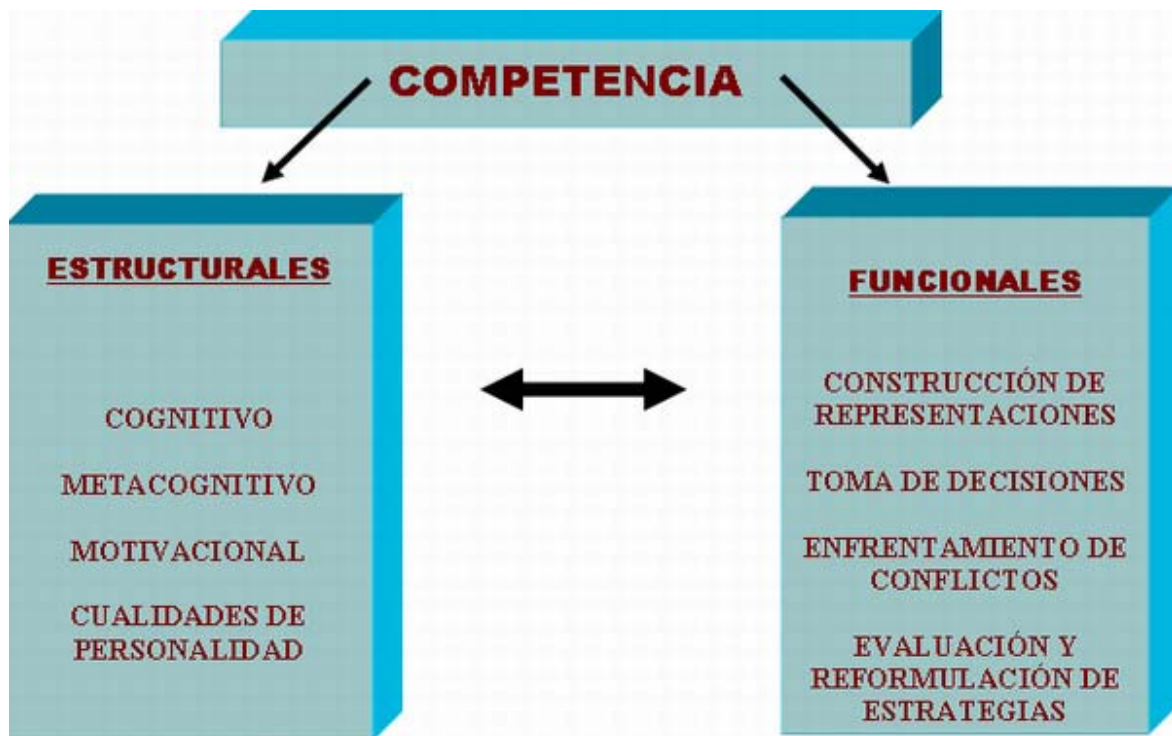 COMPETENCIA
ESTRUCTURALES
COGNITIVO
METACOGNITIVO
MOTIVACIONAL
CUALIDADES DE
PERSONALIDAD
FUNCIONALES
CONSTRUCCIÓN DE
REPRESENTACIONES
TOMA DE DECISIONES
ENFRENTAMIENTO DE
CONFLICTOS
EVALUACIÓN Y
REFORMULACIÓN DE
ESTRATEGIAS